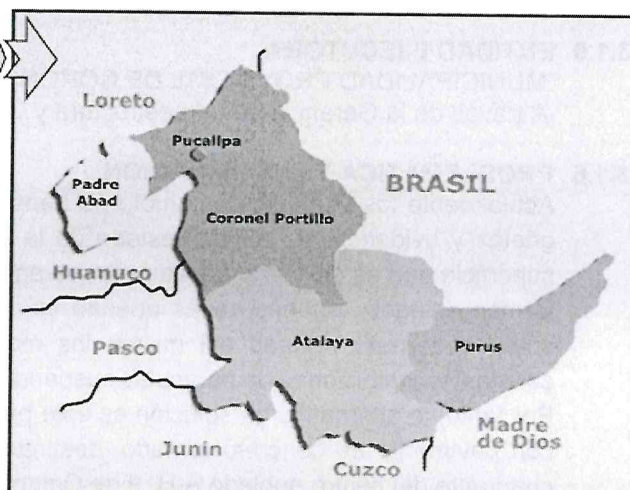 Loreto
Pucallpa
Padre
Abad
BRASIL
Coronel Portillo
Huanuco
Atalaya
Purus
Pasco
Madre
de Dios
Junin
Cuzco